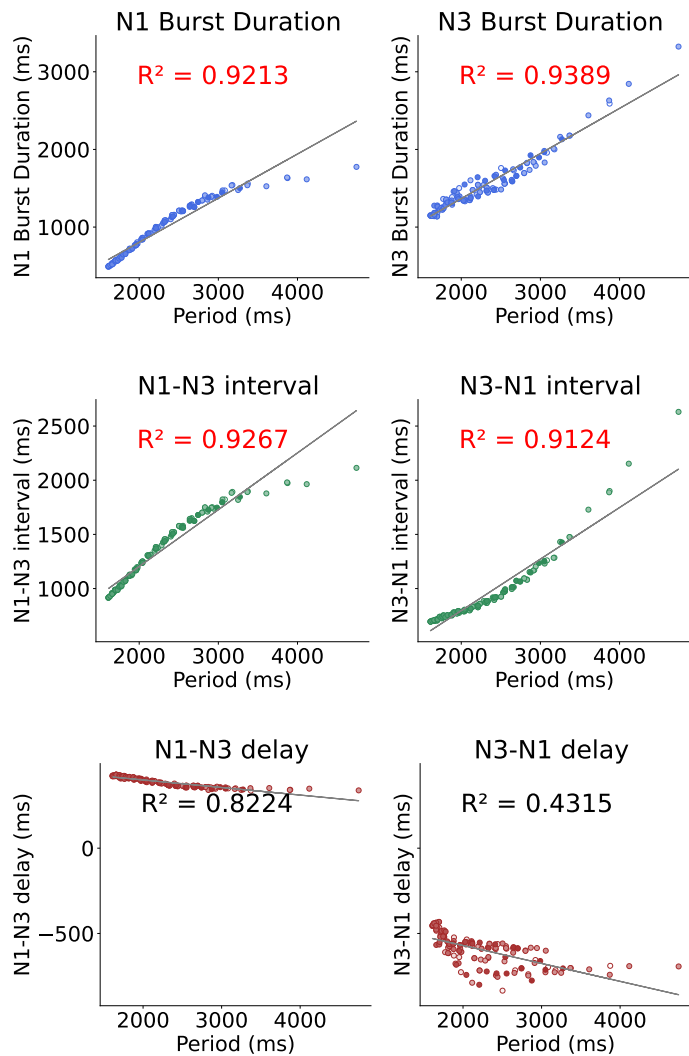 N1 Burst Duration
N3 Burst Duration
N1 Burst Duration (ms)
3000
2000
1000
R² = 0.9213
2000 3000 4000
Period (ms)
N3 Burst Duration (ms)
R² = 0.9389
2000 3000 4000
Period (ms)
N1-N3 interval
N3-N1 interval
N1-N3 interval (ms)
2500
2000
1500
1000
R² = 0.9267
2000 3000 4000
Period (ms)
N3-N1 interval (ms)
R² = 0.9124
2000 3000 4000
Period (ms)
N1-N3 delay
N3-N1 delay
N1-N3 delay (ms)
0
−500
R² = 0.8224
2000 3000 4000
Period (ms)
N3-N1 delay (ms)
R² = 0.4315
2000 3000 4000
Period (ms)